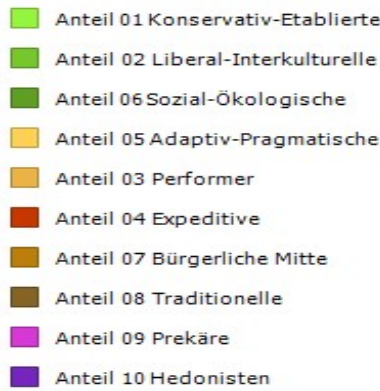 Anteil 01 Konservativ-Etablierte
Anteil 02 Liberal-Interkulturelle
Anteil 06 Sozial-Ökologische
Anteil 05 Adaptiv-Pragmatische
Anteil 03 Performer
Anteil 04 Expeditive
Anteil 07 Bürgerliche Mitte
Anteil 08 Traditionelle
Anteil 09 Prekäre
Anteil 10 Hedonisten